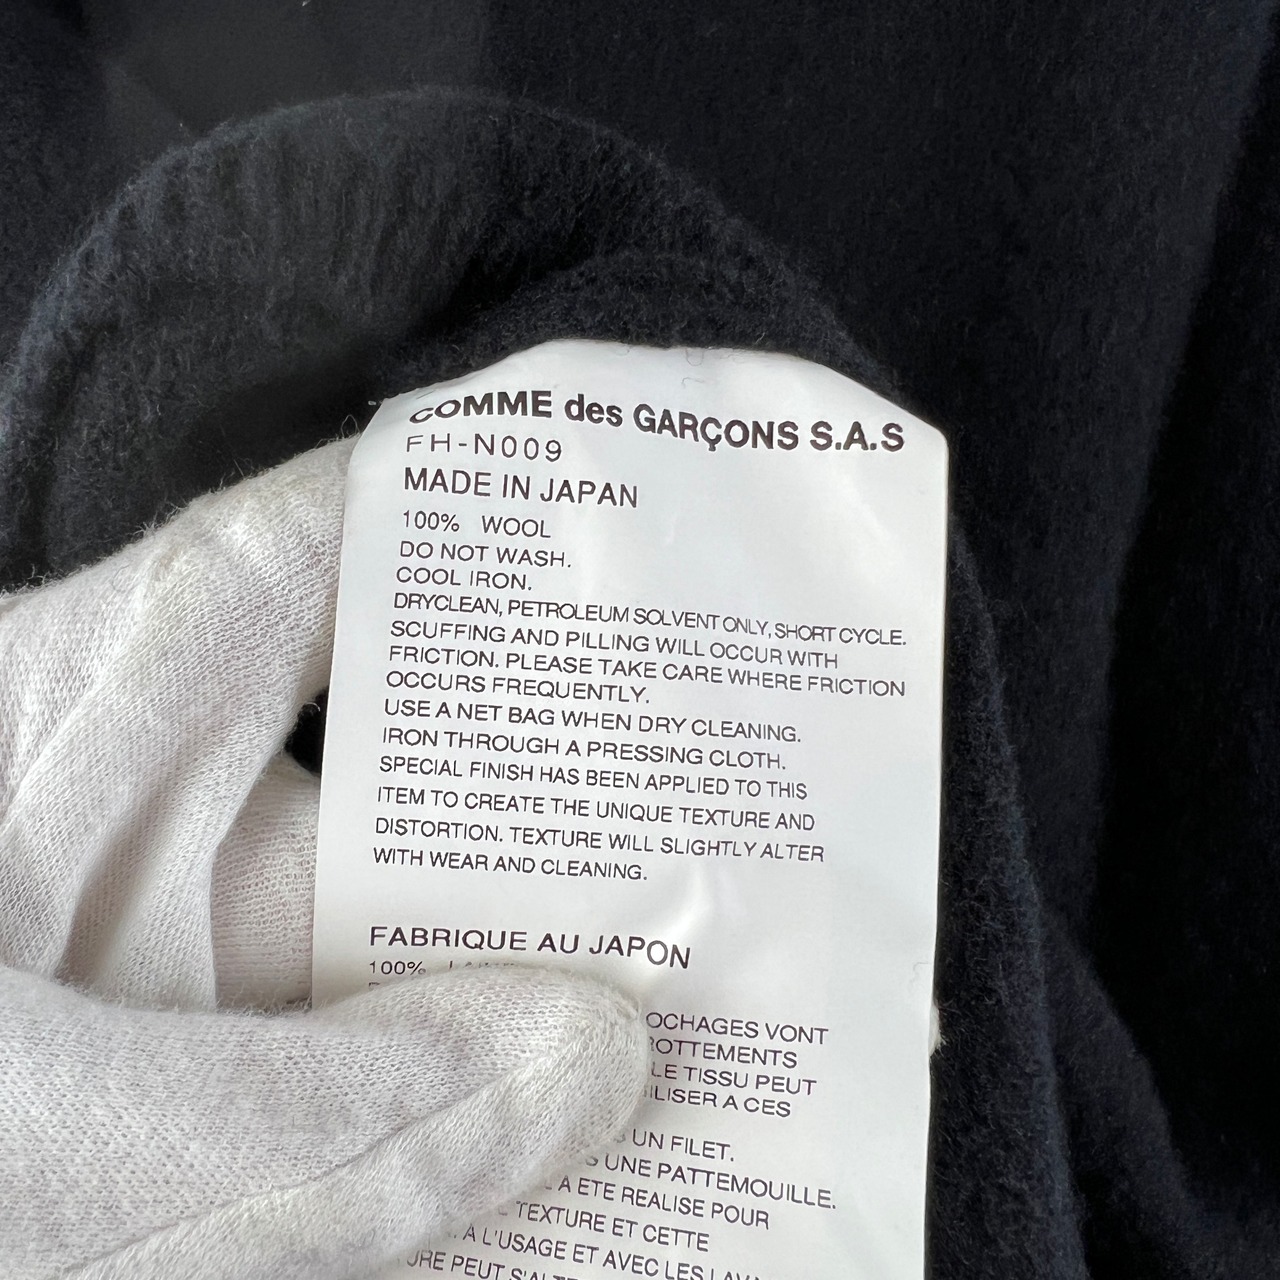 COMME des GARÇONS S.A.S
FH-N009
MADE IN JAPAN
100% WOOL
DO NOT WASH.
COOL IRON.
DRYCLEAN, PETROLEUM SOLVENT ONLY, SHORT CYCLE.
SCUFFING AND PILLING WILL OCCUR WITH
FRICTION. PLEASE TAKE CARE WHERE FRICTION
OCCURS FREQUENTLY.
USE A NET BAG WHEN DRY CLEANING.
IRON THROUGH A PRESSING CLOTH.
SPECIAL FINISH HAS BEEN APPLIED TO THIS
ITEM TO CREATE THE UNIQUE TEXTURE AND
DISTORTION. TEXTURE WILL SLIGHTLY ALTER
WITH WEAR AND CLEANING.
FABRIQUE AU JAPON
100%
OCHAGES VONT
ROTTEMENTS
LE TISSU PEUT
ILISER A CES
UN FILET.
S UNE PATTEMOUILLE.
A ETE REALISE POUR
TEXTURE ET CETTE
A L'USAGE ET AVEC LES
URE PEUT